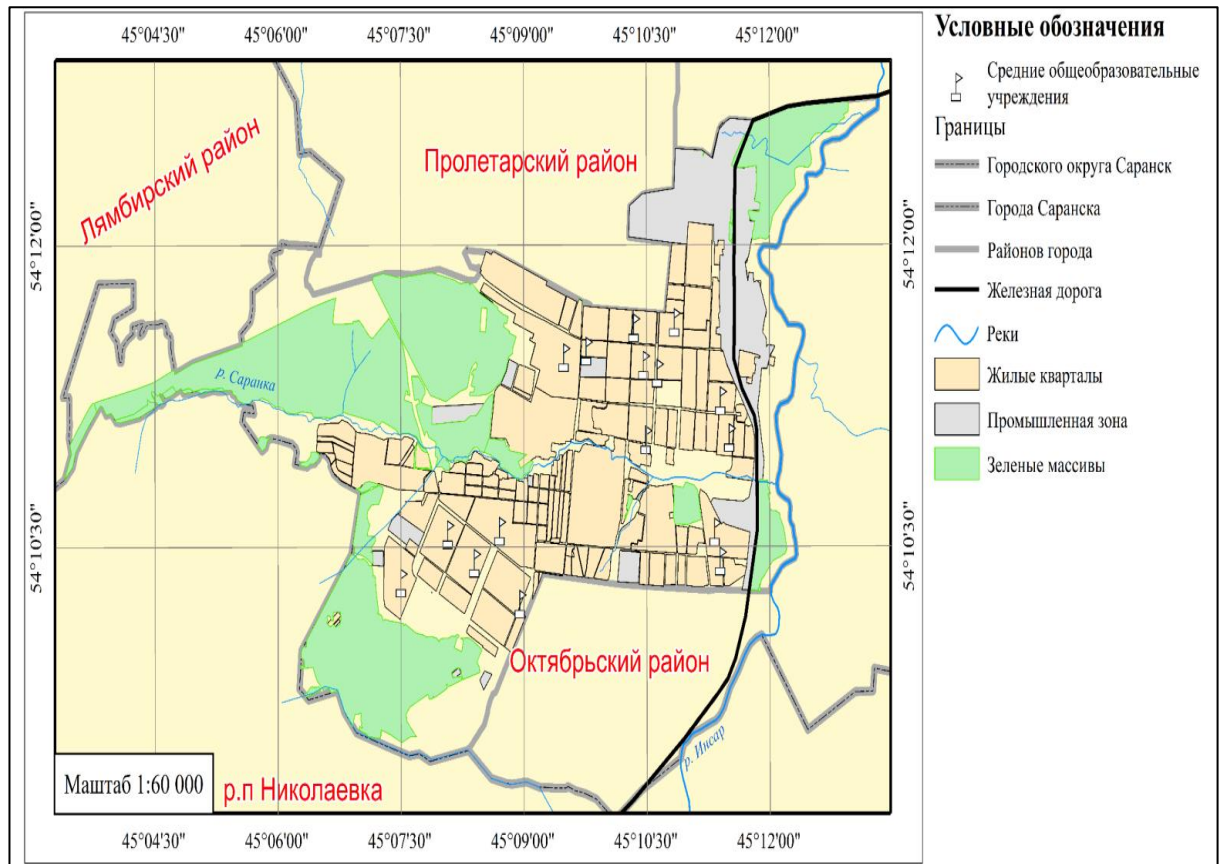 45°04'30" 45°06'00" 45°07'30" 45°09'00" 45°10'30" 45°12'00"
Условные обозначения
Средние общеобразовательные
учреждения
Границы
Городского округа Саранск
Города Саранска
Районов города
Железная дорога
Реки
Жилые кварталы
Промышленная зона
Зеленые массивы
Лямбирский район
Пролетарский район
54°12'00"
54°12'00"
р. Саранка
54°10'30"
54°10'30"
Октябрьский район
р. Инсар
Маштаб 1:60 000
р.п Николаевка
45°04'30" 45°06'00" 45°07'30" 45°09'00" 45°10'30" 45°12'00"